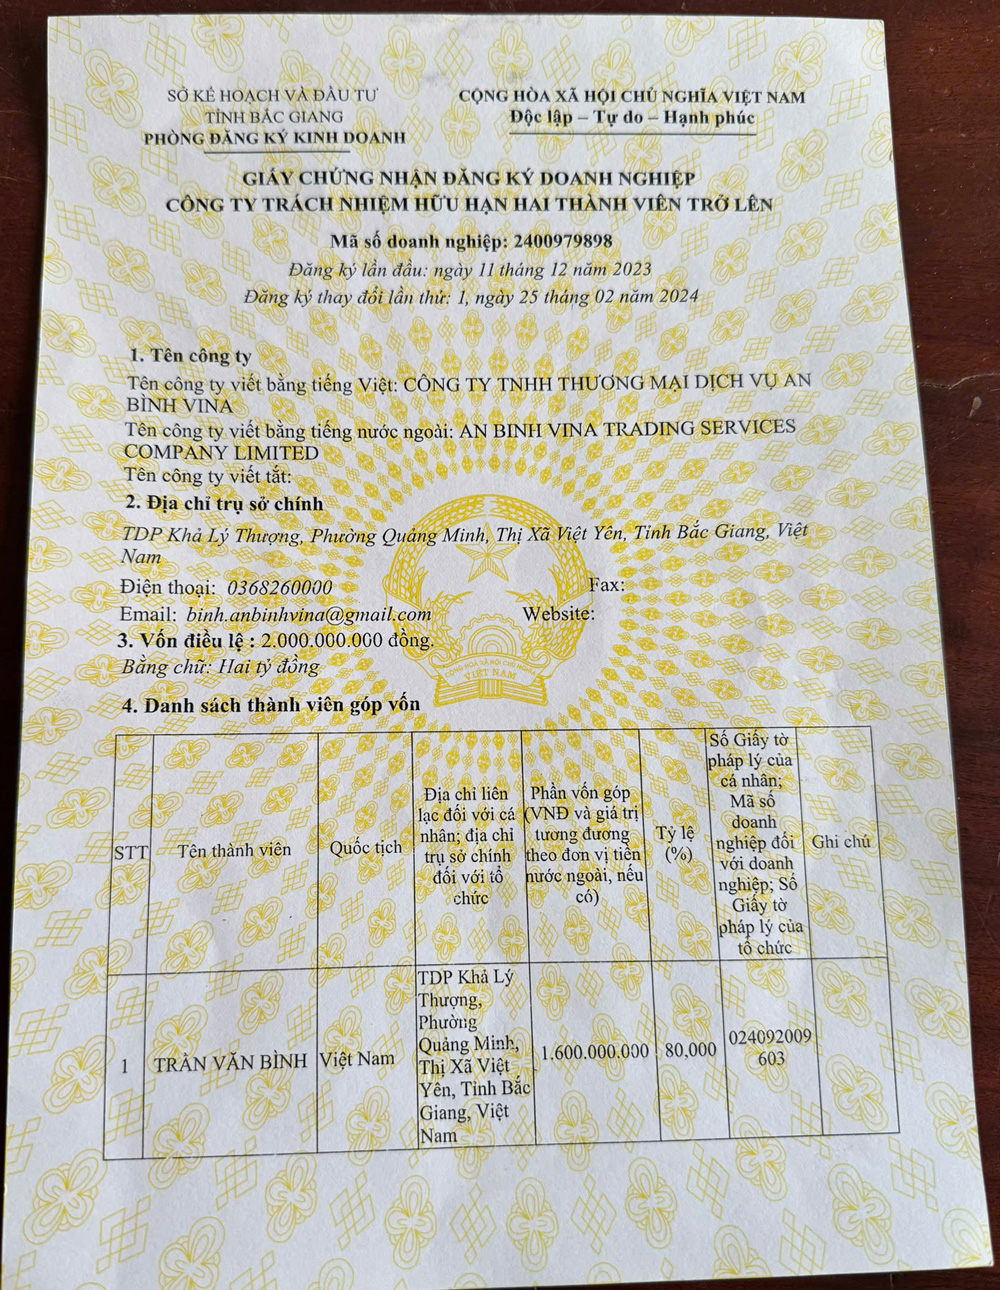 SỞ KẾ HOẠCH VÀ ĐẦU TƯ
TỈNH BẮC GIANG
PHÒNG ĐĂNG KÝ KINH DOANH
CỘNG HÒA XÃ HỘI CHỦ NGHĨA VIỆT NAM
Độc lập – Tự do – Hạnh phúc
GIẤY CHỨNG NHẬN ĐĂNG KÝ DOANH NGHIỆP
CÔNG TY TRÁCH NHIỆM HỮU HẠN HAI THÀNH VIÊN TRỞ LÊN
Mã số doanh nghiệp: 2400979898
Đăng ký lần đầu: ngày 11 tháng 12 năm 2023
Đăng ký thay đổi lần thứ: 1, ngày 25 tháng 02 năm 2024
1. Tên công ty
Tên công ty viết bằng tiếng Việt: CÔNG TY TNHH THƯƠNG MẠI DỊCH VỤ AN
BÌNH VINA
Tên công ty viết bằng tiếng nước ngoài: AN BINH VINA TRADING SERVICES
COMPANY LIMITED
Tên công ty viết tắt:
2. Địa chỉ trụ sở chính
TDP Khả Lý Thượng, Phường Quảng Minh, Thị Xã Việt Yên, Tỉnh Bắc Giang, Việt
Nam
Điện thoại: 0368260000 Fax:
Email: binh.anbinhvina@gmail.com Website:
3. Vốn điều lệ : 2.000.000.000 đồng.
Bằng chữ: Hai tỷ đồng
CỘNG HÒA XÃ HỘI CHỦ NGHĨA
VIỆT NAM
4. Danh sách thành viên góp vốn
STT
Tên thành viên
Quốc tịch
Địa chỉ liên
lạc đối với cá
nhân; địa chỉ
trụ sở chính
đối với tổ
chức
Phần vốn góp
(VNĐ và giá trị
tương đương
theo đơn vị tiền
nước ngoài, nếu
có)
Tỷ lệ
(%)
Số Giấy tờ
pháp lý của
cá nhân;
Mã số
doanh
nghiệp đối
với doanh
nghiệp; Số
Giấy tờ
pháp lý của
tổ chức
Ghi chú
1
TRẦN VĂN BÌNH
Việt Nam
TDP Khả Lý
Thượng,
Phường
Quảng Minh,
Thị Xã Việt
Yên, Tỉnh Bắc
Giang, Việt
Nam
1.600.000.000
80,000
024092009
603